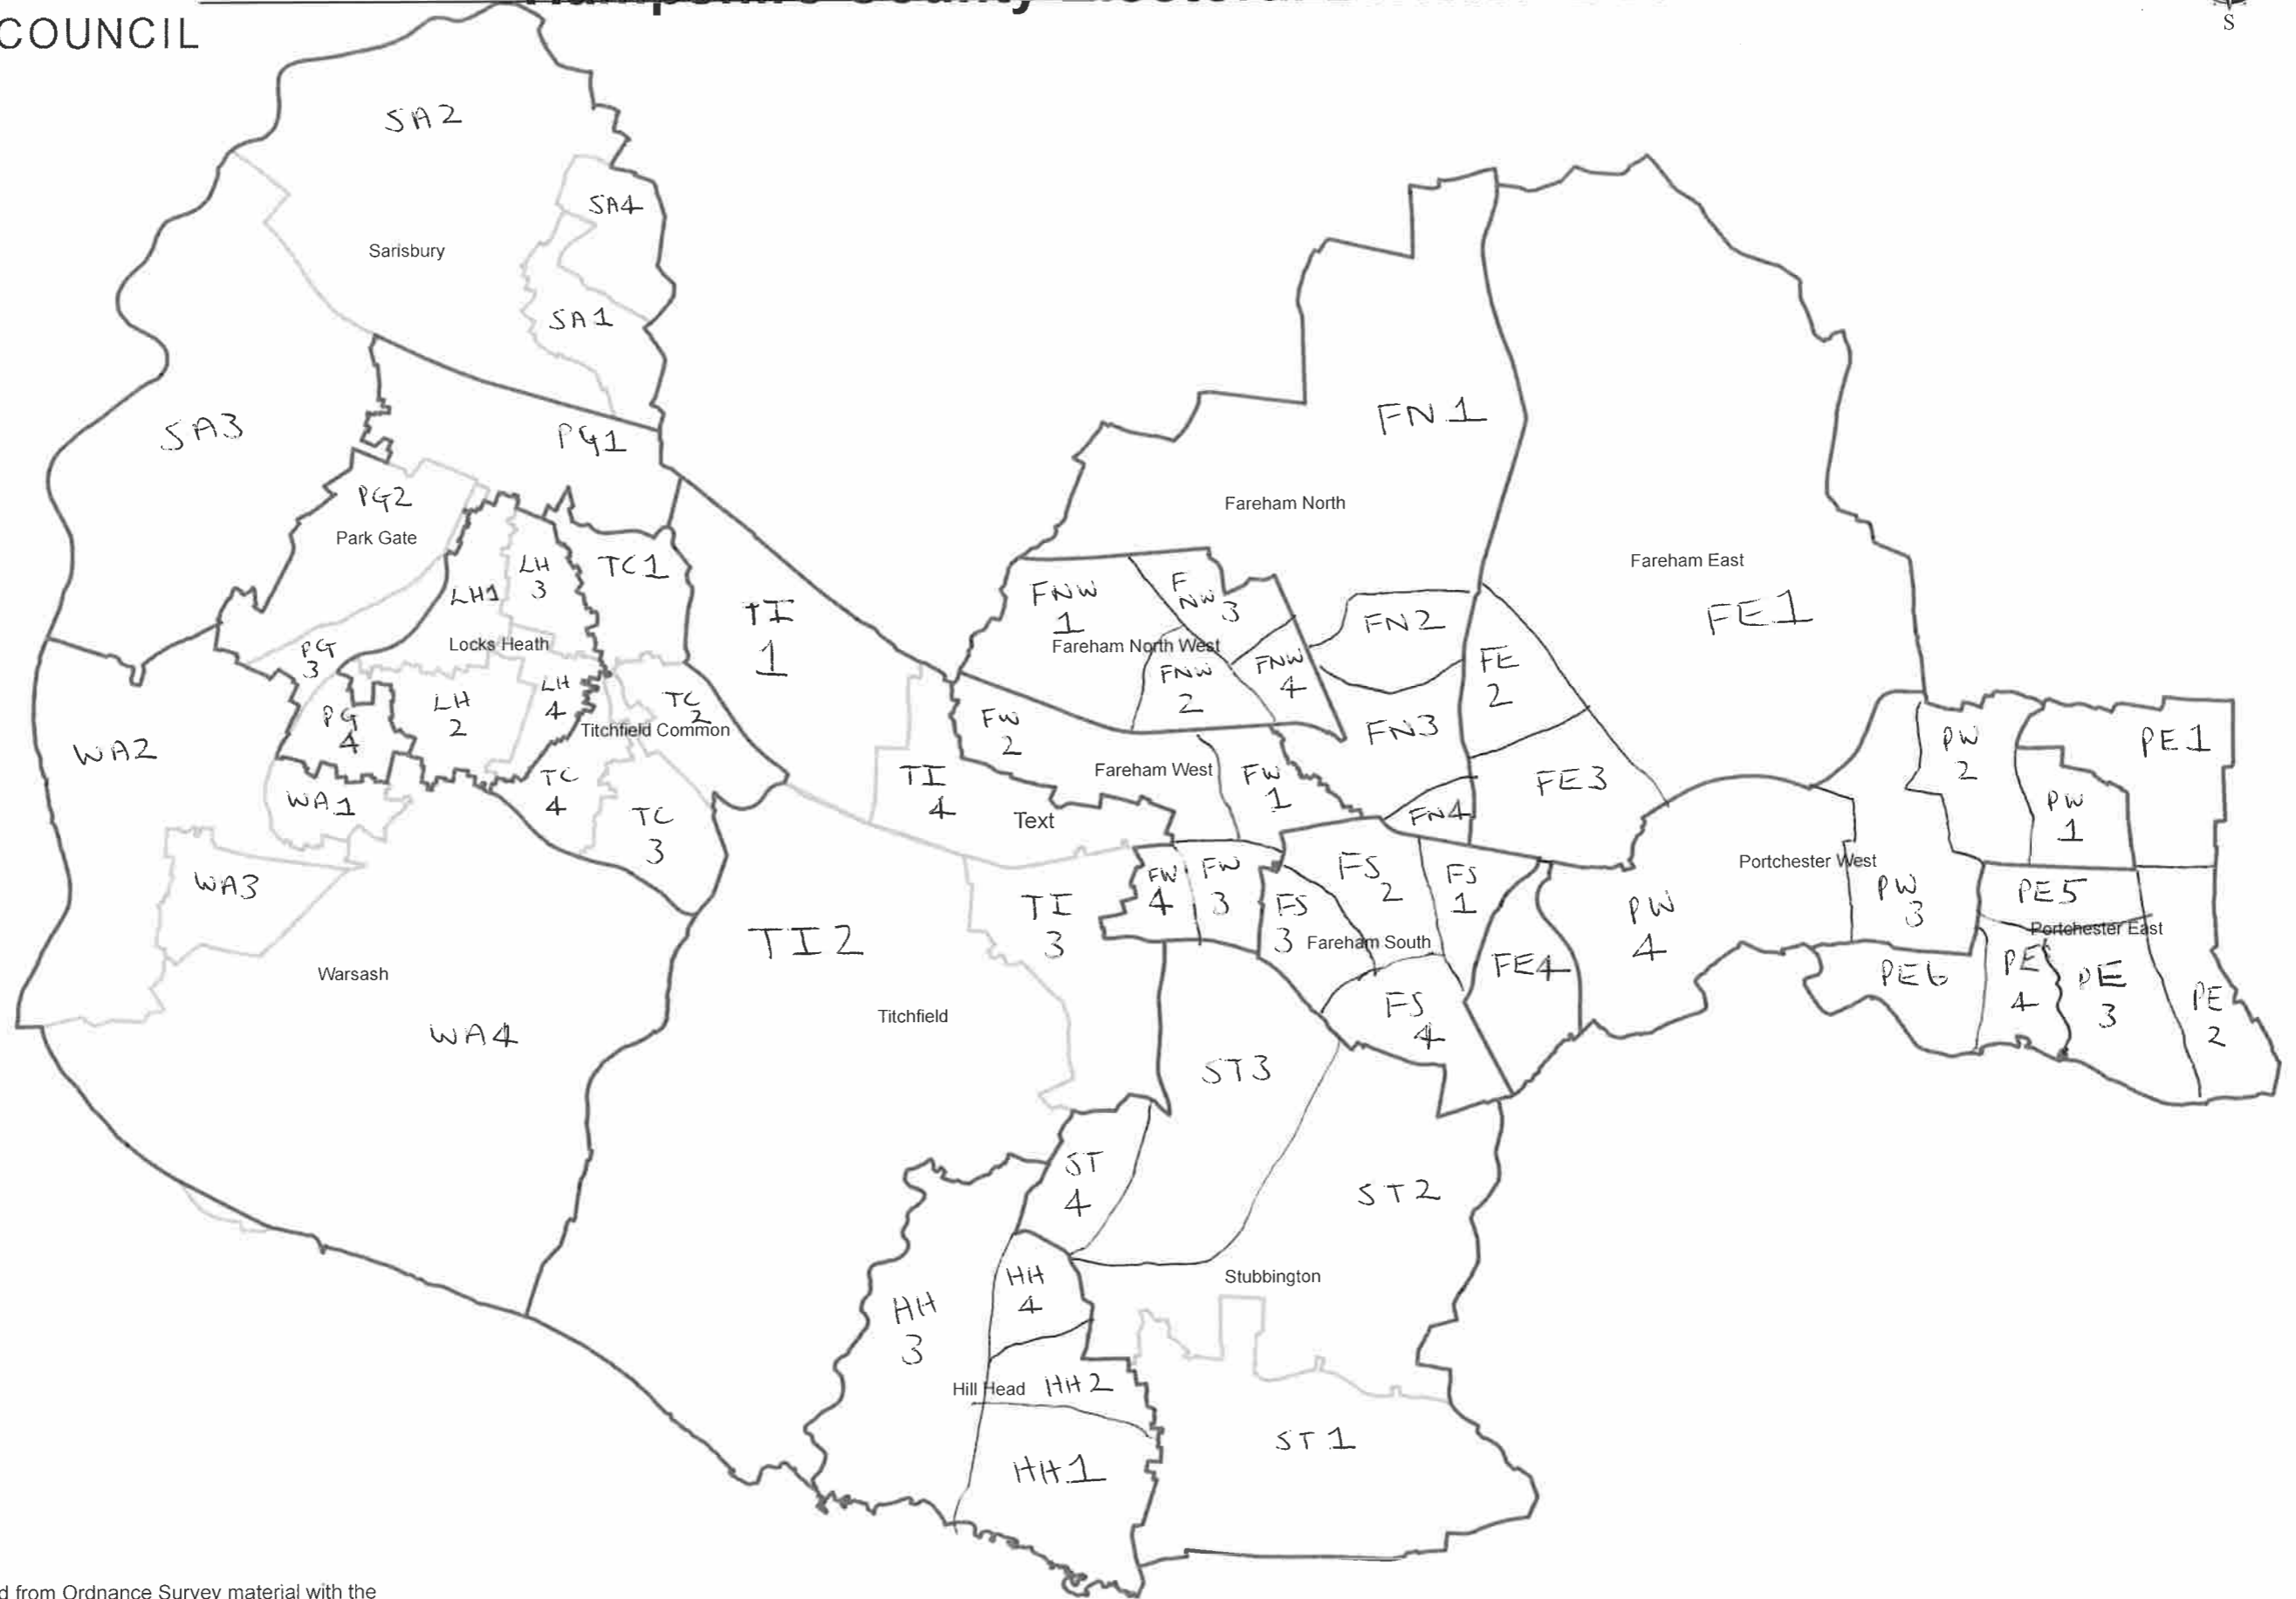 COUNCIL
S
SA2
SA4
Sarisbury
SA1
SA3
PG1
PG2
Park Gate
LH1
LH
3
TC1
TI
1
Locks Heath
PG
3
PG
4
LH
2
LH
4
TC
2
Titchfield Common
TC
4
TC
3
WA2
WA1
WA3
Warsash
WA4
TI2
Titchfield
TI
4
Text
TI
3
FN1
Fareham North
FNW
1
F
NW
3
Fareham North West
FNW
2
FNW
4
FN2
FN3
FN4
Fareham East
FE1
FE
2
FE3
FE4
FW
2
Fareham West
FW
1
FW
4
FW
3
FS
2
FS
1
FS
3
Fareham South
FS
4
Portchester West
PW
4
PW
3
PW
2
PW
1
PE1
PE5
Portchester East
PE6
PE
4
PE
3
PE
2
ST3
ST
4
ST2
Stubbington
ST1
HH
4
HH
3
Hill Head
HH2
HH1
d from Ordnance Survey material with the